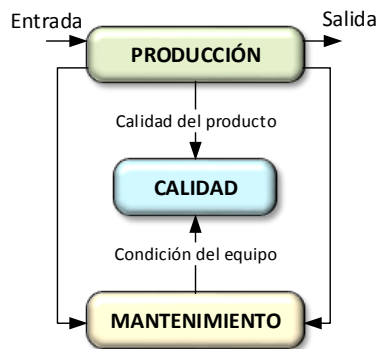 Entrada
Salida
PRODUCCIÓN
Calidad del producto
CALIDAD
Condición del equipo
MANTENIMIENTO